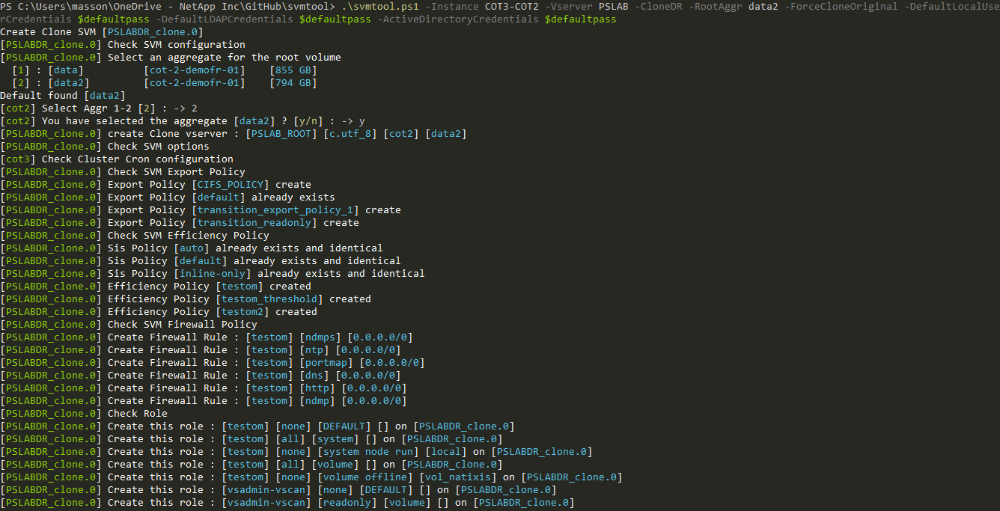 PS C:\Users\masson\OneDrive - NetApp Inc\GitHub\svmtool> .\svmtool.ps1 -Instance COT3-COT2 -Vserver PSLAB -CloneDR -RootAggr data2 -ForceCloneOriginal -DefaultLocalUse
rCredentials $defaultpass -DefaultLDAPCredentials $defaultpass -ActiveDirectoryCredentials $defaultpass
Create Clone SVM [PSLABDR_clone.0]
[PSLABDR_clone.0] Check SVM configuration
[PSLABDR_clone.0] Select an aggregate for the root volume
  [1] : [data]          [cot-2-demofr-01]    [855 GB]
  [2] : [data2]         [cot-2-demofr-01]    [794 GB]
Default found [data2]
[cot2] Select Aggr 1-2 [2] : -> 2
[cot2] You have selected the aggregate [data2] ? [y/n] : -> y
[PSLABDR_clone.0] create Clone vserver : [PSLAB_ROOT] [c.utf_8] [cot2] [data2]
[PSLABDR_clone.0] Check SVM options
[cot3] Check Cluster Cron configuration
[PSLABDR_clone.0] Check SVM Export Policy
[PSLABDR_clone.0] Export Policy [CIFS_POLICY] create
[PSLABDR_clone.0] Export Policy [default] already exists
[PSLABDR_clone.0] Export Policy [transition_export_policy_1] create
[PSLABDR_clone.0] Export Policy [transition_readonly] create
[PSLABDR_clone.0] Check SVM Efficiency Policy
[PSLABDR_clone.0] Sis Policy [auto] already exists and identical
[PSLABDR_clone.0] Sis Policy [default] already exists and identical
[PSLABDR_clone.0] Sis Policy [inline-only] already exists and identical
[PSLABDR_clone.0] Efficiency Policy [testom] created
[PSLABDR_clone.0] Efficiency Policy [testom_threshold] created
[PSLABDR_clone.0] Efficiency Policy [testom2] created
[PSLABDR_clone.0] Check SVM Firewall Policy
[PSLABDR_clone.0] Create Firewall Rule : [testom] [ndmps] [0.0.0.0/0]
[PSLABDR_clone.0] Create Firewall Rule : [testom] [ntp] [0.0.0.0/0]
[PSLABDR_clone.0] Create Firewall Rule : [testom] [portmap] [0.0.0.0/0]
[PSLABDR_clone.0] Create Firewall Rule : [testom] [dns] [0.0.0.0/0]
[PSLABDR_clone.0] Create Firewall Rule : [testom] [http] [0.0.0.0/0]
[PSLABDR_clone.0] Create Firewall Rule : [testom] [ndmp] [0.0.0.0/0]
[PSLABDR_clone.0] Check Role
[PSLABDR_clone.0] Create this role : [testom] [none] [DEFAULT] [] on [PSLABDR_clone.0]
[PSLABDR_clone.0] Create this role : [testom] [all] [system] [] on [PSLABDR_clone.0]
[PSLABDR_clone.0] Create this role : [testom] [none] [system node run] [local] on [PSLABDR_clone.0]
[PSLABDR_clone.0] Create this role : [testom] [all] [volume] [] on [PSLABDR_clone.0]
[PSLABDR_clone.0] Create this role : [testom] [none] [volume offline] [vol_natixis] on [PSLABDR_clone.0]
[PSLABDR_clone.0] Create this role : [vsadmin-vscan] [none] [DEFAULT] [] on [PSLABDR_clone.0]
[PSLABDR_clone.0] Create this role : [vsadmin-vscan] [readonly] [volume] [] on [PSLABDR_clone.0]